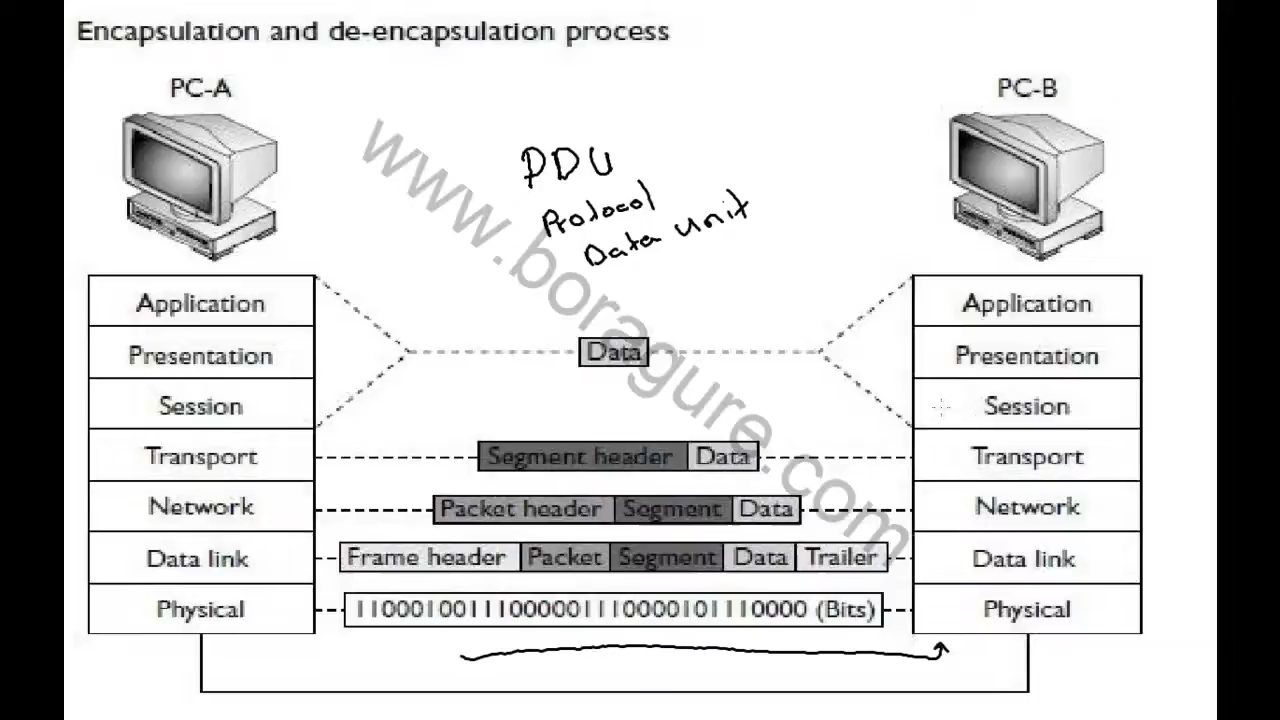 Encapsulation and de-encapsulation process
PC-A
PC-B
PDU
Protocol
Data Unit
www.boragure.com
Application
Presentation
Session
Transport
Network
Data link
Physical
Data
Segment header Data
Packet header Segment Data
Frame header Packet Segment Data Trailer
1100010011100000111000010111 0000 (Bits)
Application
Presentation
Session
Transport
Network
Data link
Physical